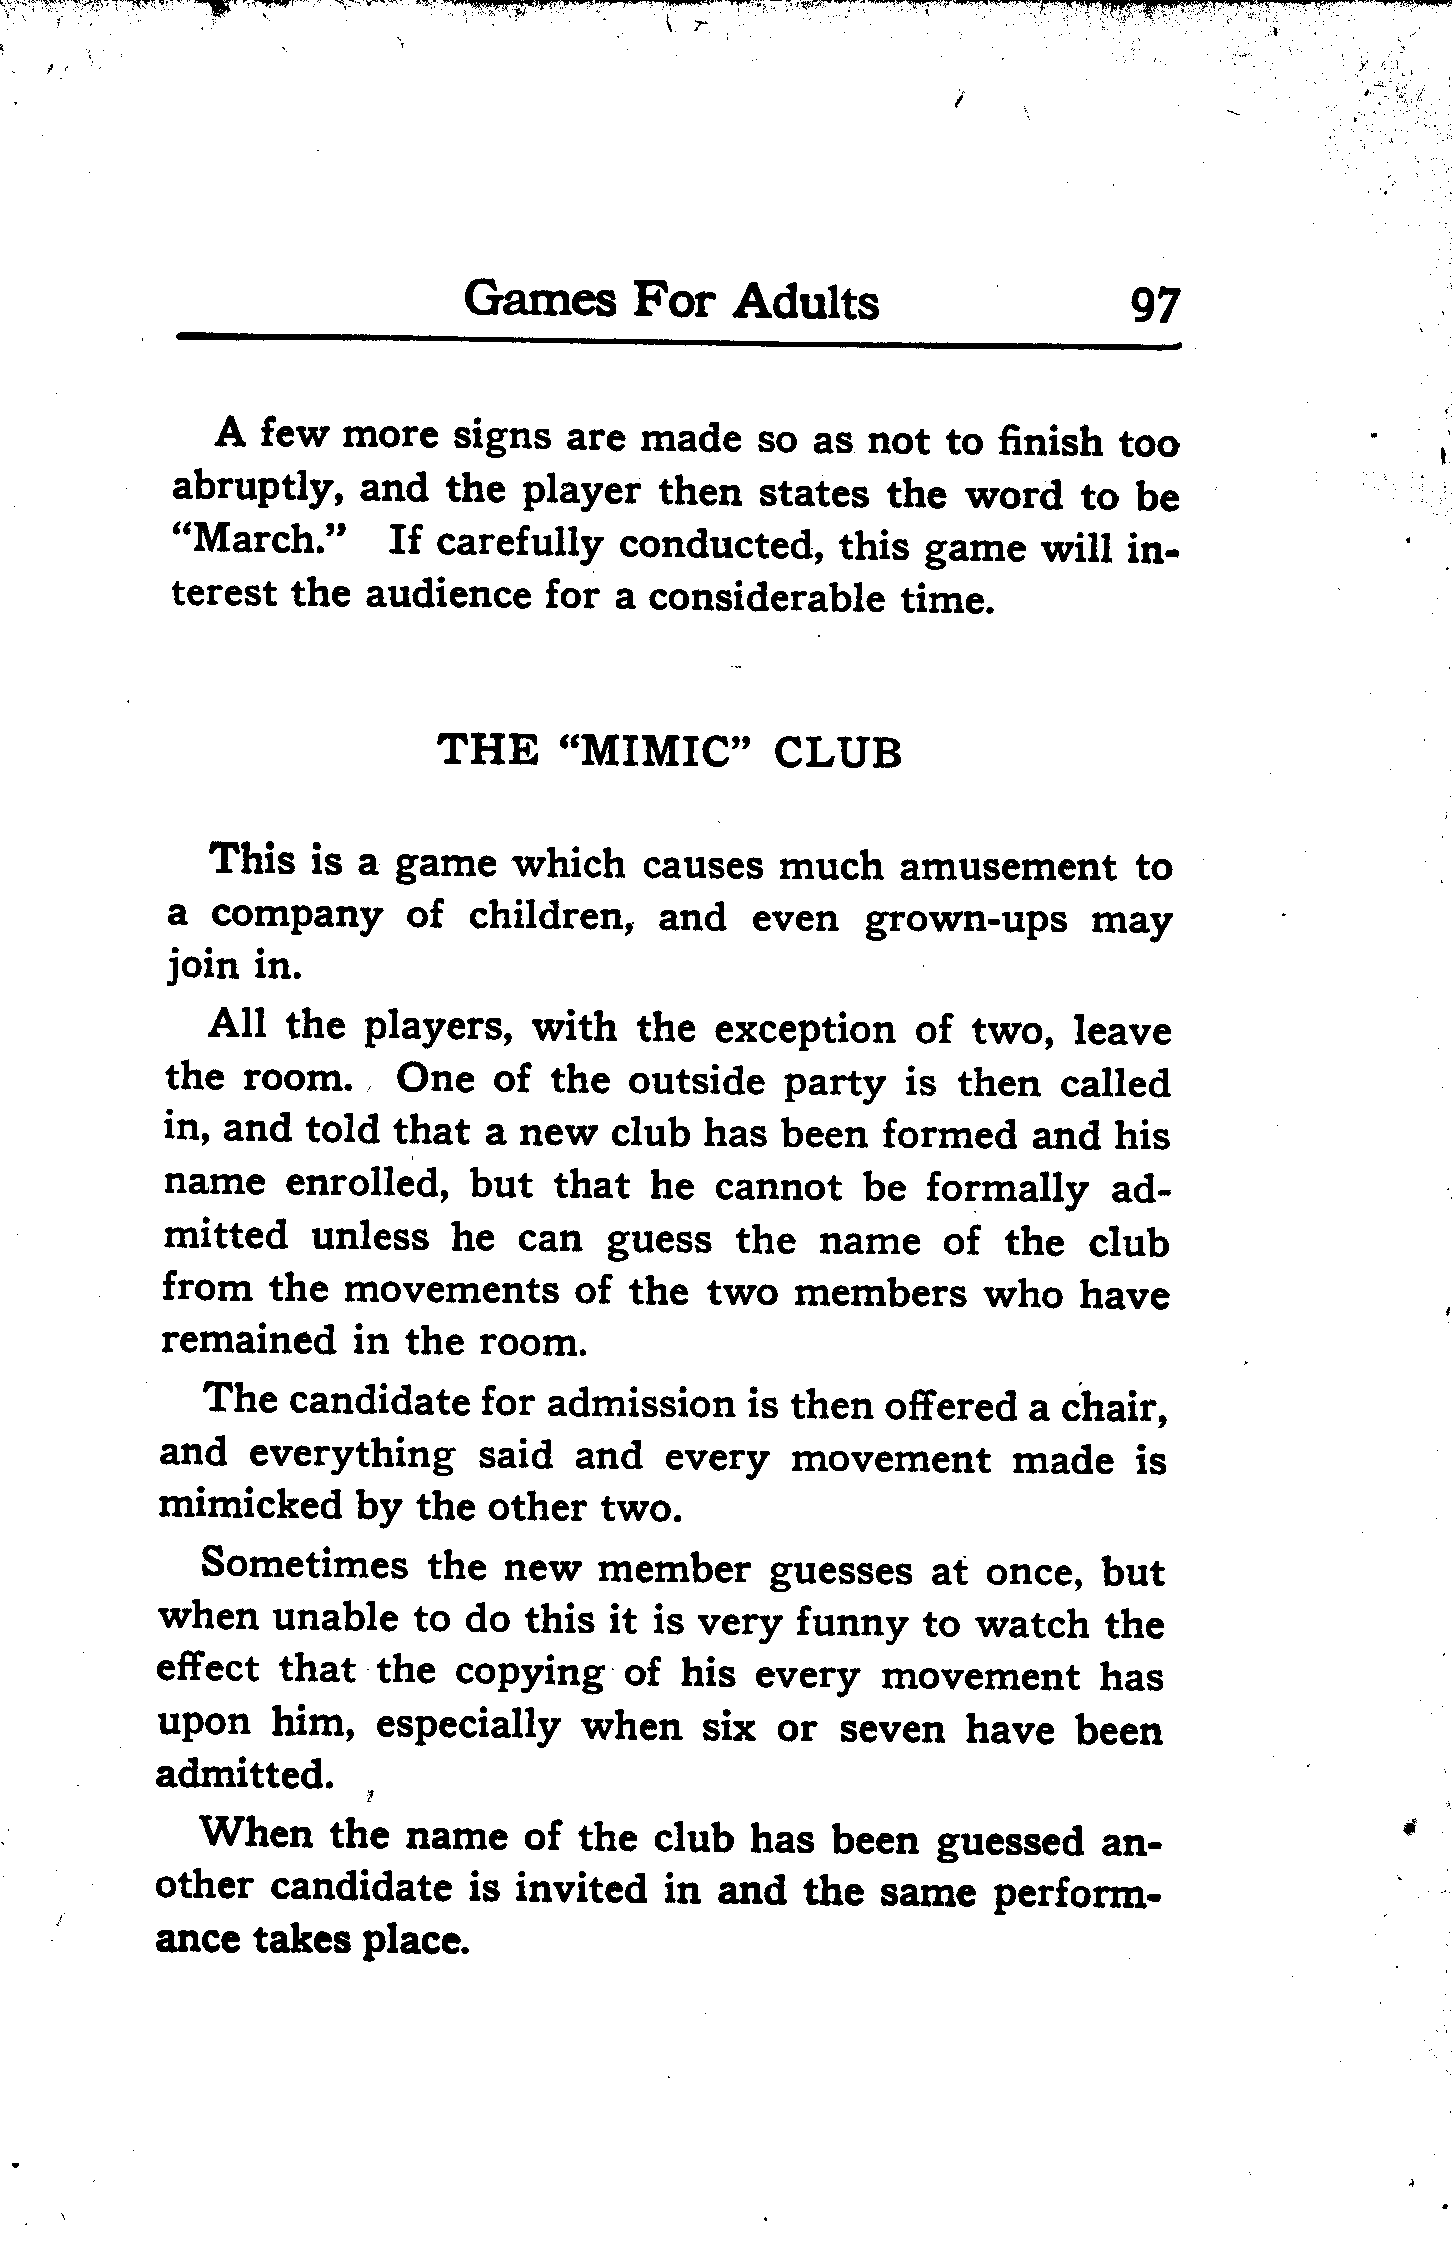 Games For Adults 97
A few more signs are made so as not to finish too
abruptly, and the player then states the word to be
“March.” If carefully conducted, this game will in-
terest the audience for a considerable time.
THE “MIMIC” CLUB
This is a game which causes much amusement to
a company of children, and even grown-ups may
join in.
All the players, with the exception of two, leave
the room. One of the outside party is then called
in, and told that a new club has been formed and his
name enrolled, but that he cannot be formally ad-
mitted unless he can guess the name of the club
from the movements of the two members who have
remained in the room.
The candidate for admission is then offered a chair,
and everything said and every movement made is
mimicked by the other two.
Sometimes the new member guesses at once, but
when unable to do this it is very funny to watch the
effect that the copying of his every movement has
upon him, especially when six or seven have been
admitted.
When the name of the club has been guessed an-
other candidate is invited in and the same perform-
ance takes place.